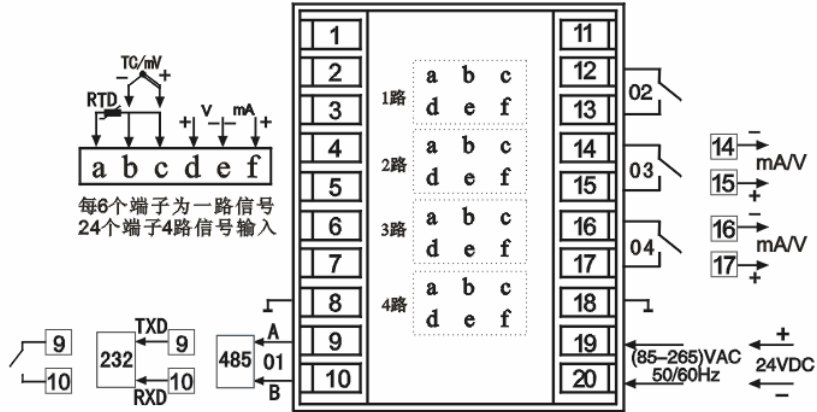 TC/mV
− +
RTD
V mA
+ − − +
a b c d e f
每6个端子为一路信号
24个端子4路信号输入
1
2
3
4
5
6
7
8
9
10
1路
a b c
d e f
2路
a b c
d e f
3路
a b c
d e f
4路
a b c
d e f
11
12
13
14
15
16
17
18
19
20
02
03
04
14 −
mA/V
15 +
16 −
mA/V
17 +
9
10
TXD
232 9
10
RXD
485
A
01
B
(85-265)VAC
50/60Hz
+
24VDC
−